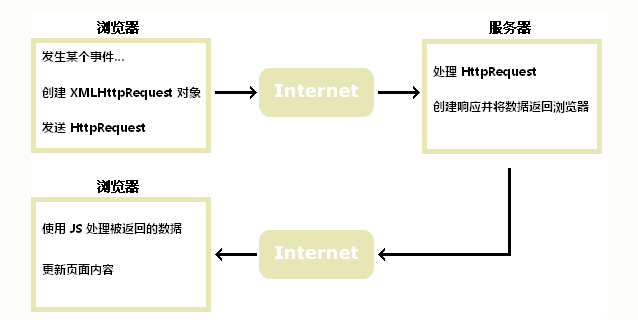 浏览器
发生某个事件...
创建 XMLHttpRequest 对象
发送 HttpRequest
Internet
服务器
处理 HttpRequest
创建响应并将数据返回浏览器
浏览器
使用 JS 处理被返回的数据
更新页面内容
Internet